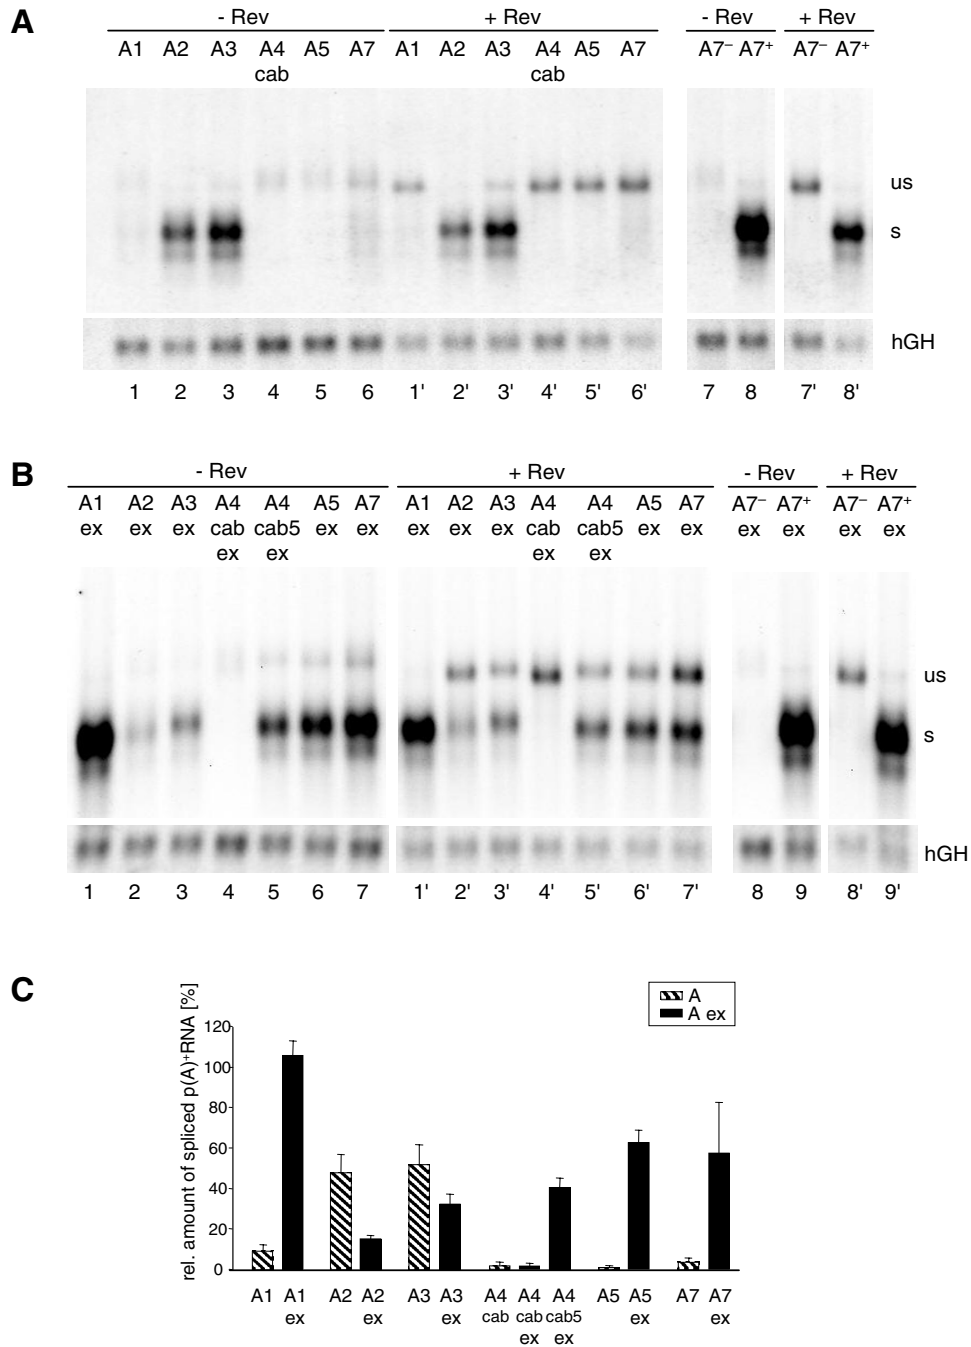 A
- Rev + Rev - Rev + Rev
A1 A2 A3 A4 A5 A7 A1 A2 A3 A4 A5 A7 A7⁻ A7⁺ A7⁻ A7⁺
cab cab
us
s
hGH
1 2 3 4 5 6 1' 2' 3' 4' 5' 6' 7 8 7' 8'
B
- Rev + Rev - Rev + Rev
A1 A2 A3 A4 A4 A5 A7 A1 A2 A3 A4 A4 A5 A7 A7⁻ A7⁺ A7⁻ A7⁺
ex ex ex cab cab5 ex ex ex ex ex cab cab5 ex ex ex ex ex ex
ex ex ex ex
us
s
hGH
1 2 3 4 5 6 7 1' 2' 3' 4' 5' 6' 7' 8 9 8' 9'
C
A
A ex
rel. amount of spliced p(A)⁺RNA [%]
120
100
80
60
40
20
0
A1 A1 A2 A2 A3 A3 A4 A4 A4 A5 A5 A7 A7
ex ex ex cab cab cab5 ex ex
ex ex